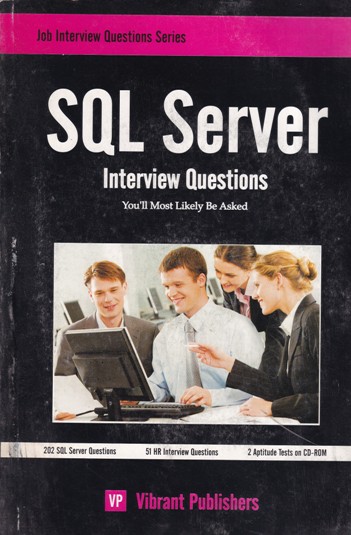 Job Interview Questions Series
SQL Server
Interview Questions
You'll Most Likely Be Asked
202 SQL Server Questions 51 HR Interview Questions 2 Aptitude Tests on CD-ROM
VP Vibrant Publishers